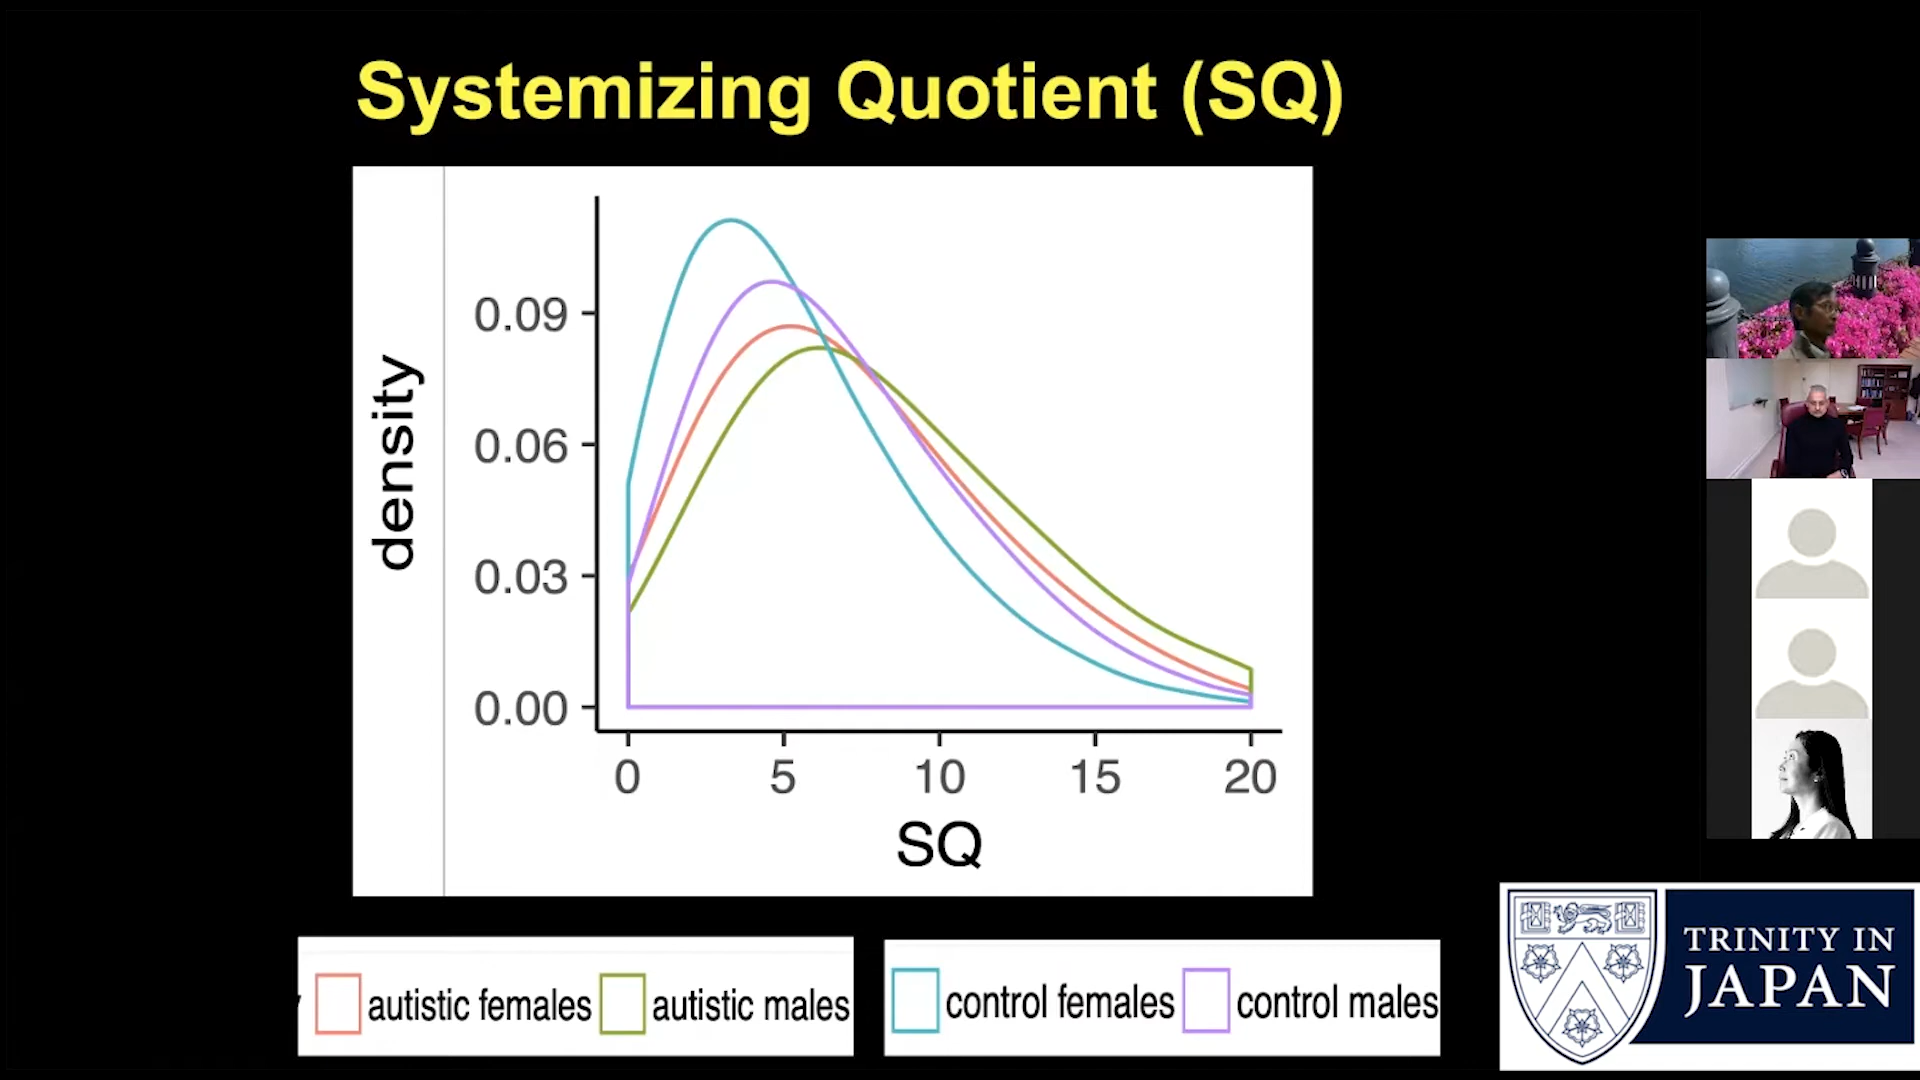 Systemizing Quotient (SQ)
density
0.09
0.06
0.03
0.00
0 5 10 15 20
SQ
autistic females autistic males
control females control males
TRINITY IN
JAPAN